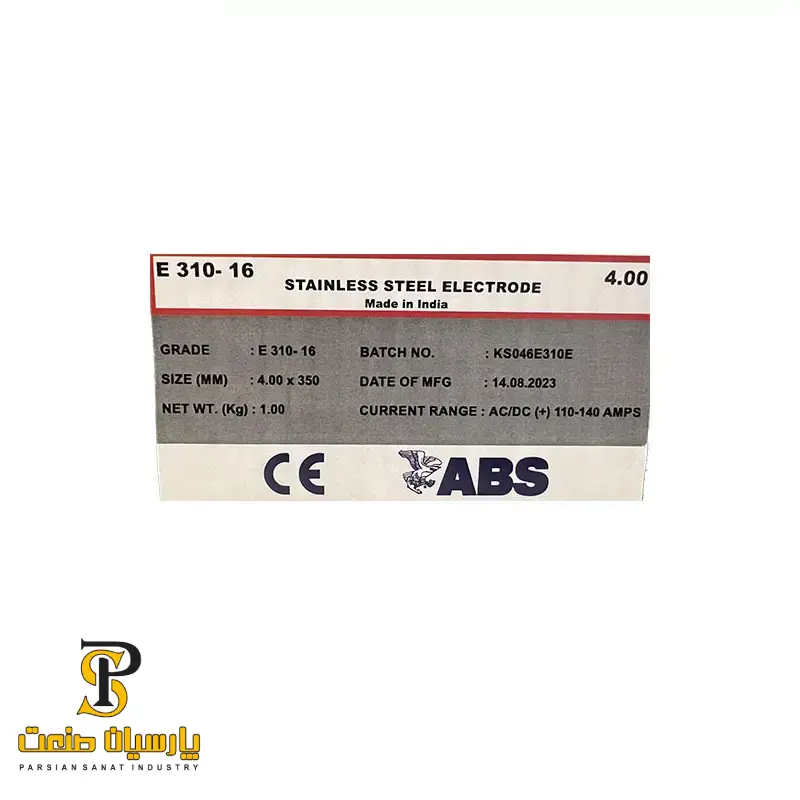 E 310- 16
STAINLESS STEEL ELECTRODE
4.00
Made in India
GRADE : E 310- 16
BATCH NO. : KS046E310E
SIZE (MM) : 4.00 x 350
DATE OF MFG : 14.08.2023
NET WT. (Kg) : 1.00
CURRENT RANGE : AC/DC (+) 110-140 AMPS
CE
ABS
PS
پارسیان صنعت
PARSIAN SANAT INDUSTRY